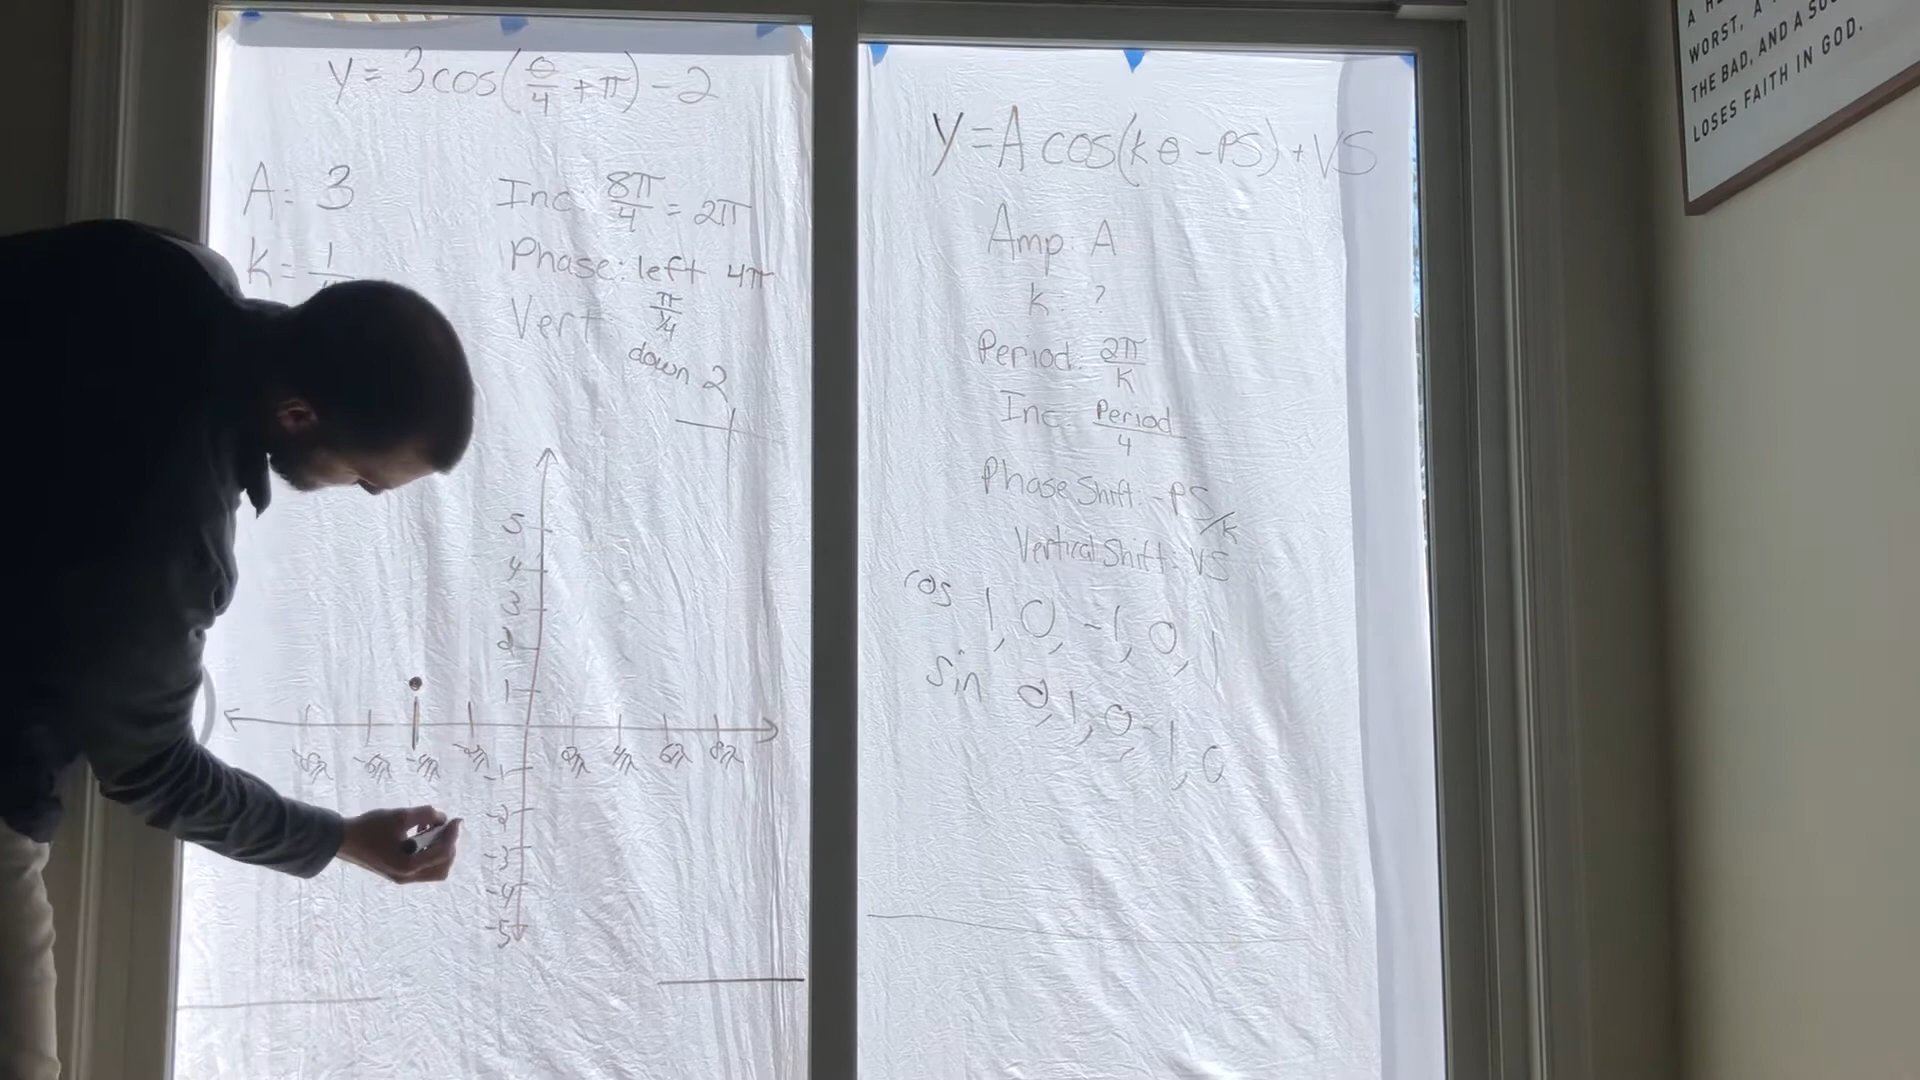 y = 3cos(θ/4 + π) - 2
A: 3
K = 1
Inc: 8π/4 = 2π
Phase: left 4π
π/¼
Vert:
down 2
5
4
3
2
1
-8π -6π -4π -2π 2π 4π 6π 8π
-1
-2
-3
-4
-5
y = A cos(kθ - PS) + VS
Amp: A
k: ?
Period: 2π/K
Inc: Period/4
Phase Shift: -PS/K
Vertical Shift: VS
cos 1, 0, -1, 0, 1
sin 0, 1, 0, -1, 0
WORST, A
THE BAD, AND A
LOSES FAITH IN GOD.